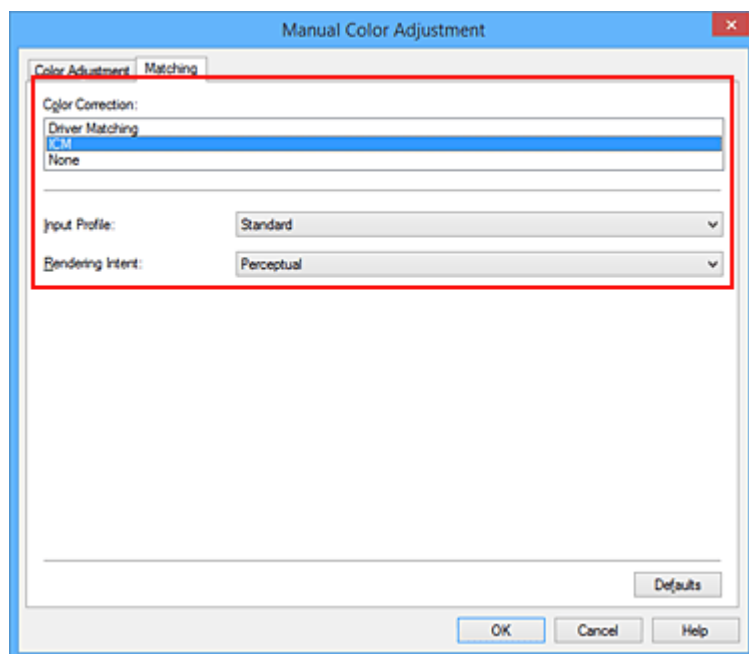 Manual Color Adjustment
Color Adjustment Matching
Color Correction:
Driver Matching
ICM
None
Input Profile: Standard
Rendering Intent: Perceptual
Defaults
OK Cancel Help